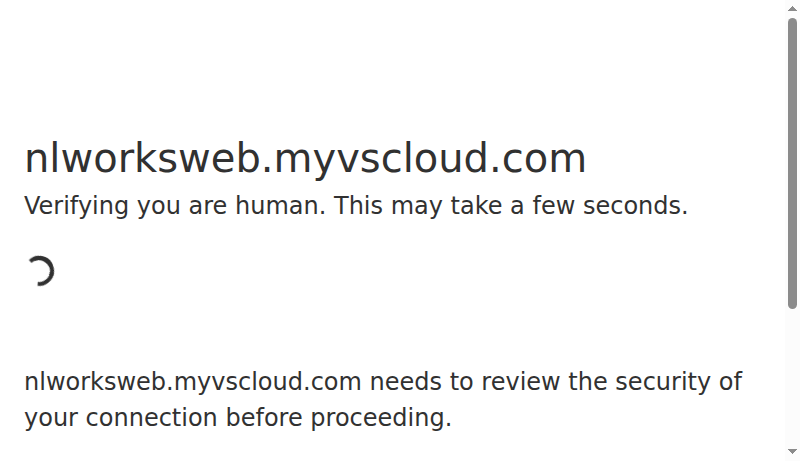 nlworksweb.myvscloud.com
Verifying you are human. This may take a few seconds.
nlworksweb.myvscloud.com needs to review the security of
your connection before proceeding.